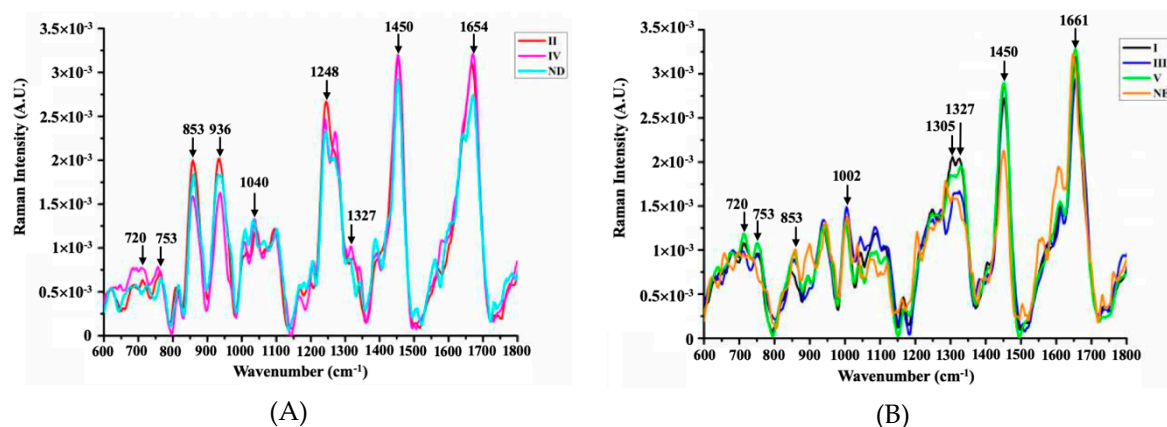 3.5×10⁻³
3×10⁻³
2.5×10⁻³
2×10⁻³
1.5×10⁻³
1×10⁻³
0.5×10⁻³
0
Raman Intensity (A.U.)
600 700 800 900 1000 1100 1200 1300 1400 1500 1600 1700 1800
Wavenumber (cm⁻¹)
720
753
853
936
1040
1248
1327
1450
1654
II
IV
ND
(A)
3.5×10⁻³
3×10⁻³
2.5×10⁻³
2×10⁻³
1.5×10⁻³
1×10⁻³
0.5×10⁻³
0
Raman Intensity (A.U.)
600 700 800 900 1000 1100 1200 1300 1400 1500 1600 1700 1800
Wavenumber (cm⁻¹)
720
753
853
1002
1305
1327
1450
1661
I
III
V
(B)